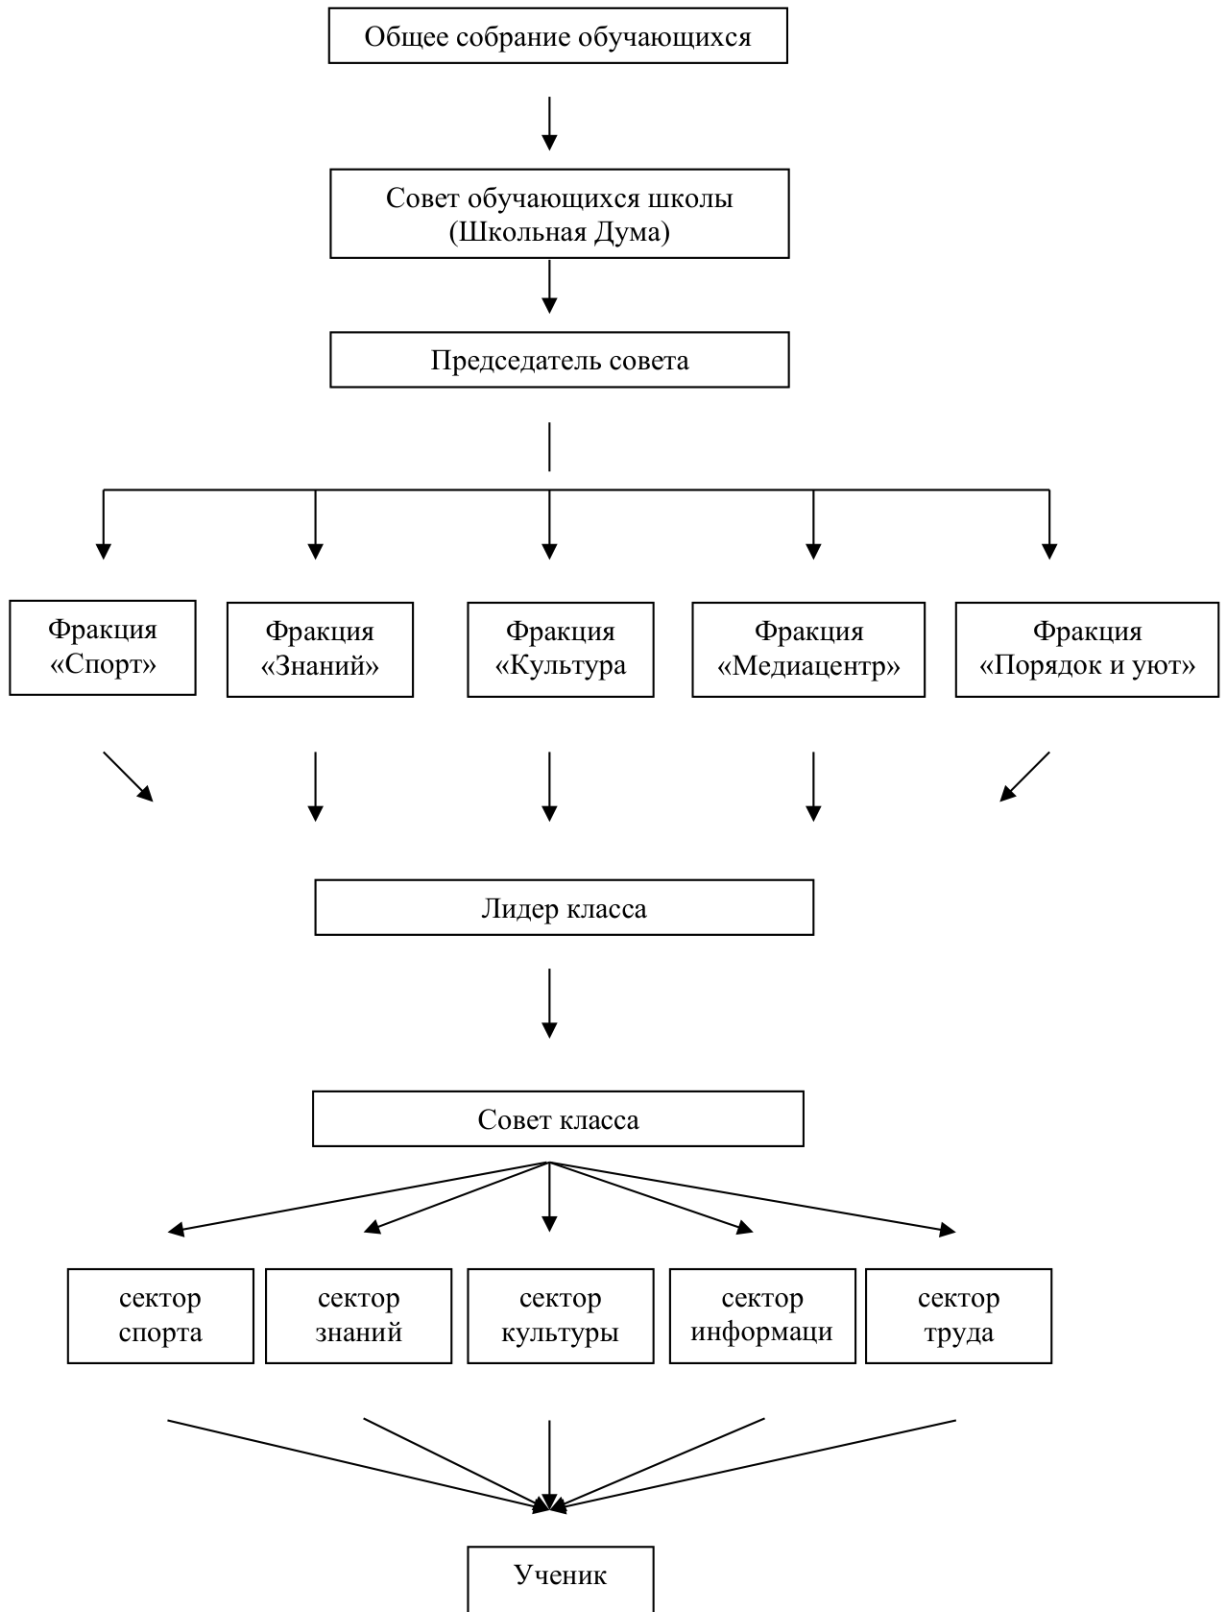 Общее собрание обучающихся
Совет обучающихся школы
(Школьная Дума)
Председатель совета
Фракция
«Спорт»
Фракция
«Знаний»
Фракция
«Культура
Фракция
«Медиацентр»
Фракция
«Порядок и уют»
Лидер класса
Совет класса
сектор
спорта
сектор
знаний
сектор
культуры
сектор
информаци
сектор
труда
Ученик